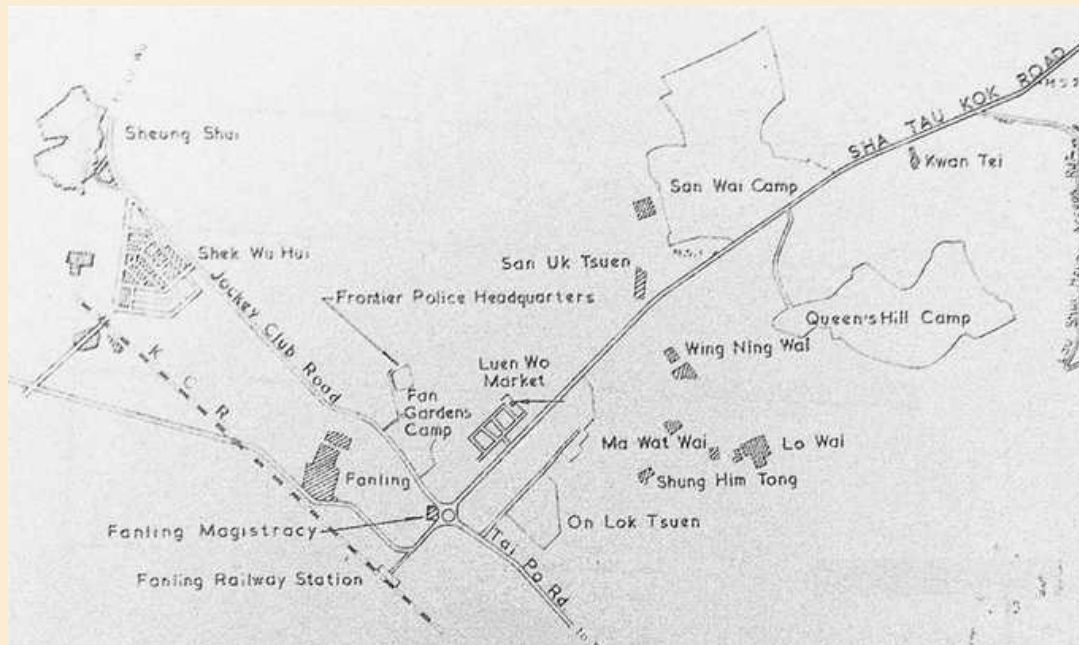 Sheung Shui
SHA TAU KOK ROAD
M.S.
Kwan Tei
San Wai Camp
Shek Wu Hui
San Uk Tsuen
M.S.
Frontier Police Headquarters
Jockey Club Road
Queen's Hill Camp
Wing Ning Wai
K C R
Luen Wo
Market
Fan
Gardens
Camp
Ma Wat Wai
Lo Wai
Fanling
Shung Him Tong
On Lok Tsuen
Fanling Magistracy
Tai Po Rd
Fanling Railway Station
to